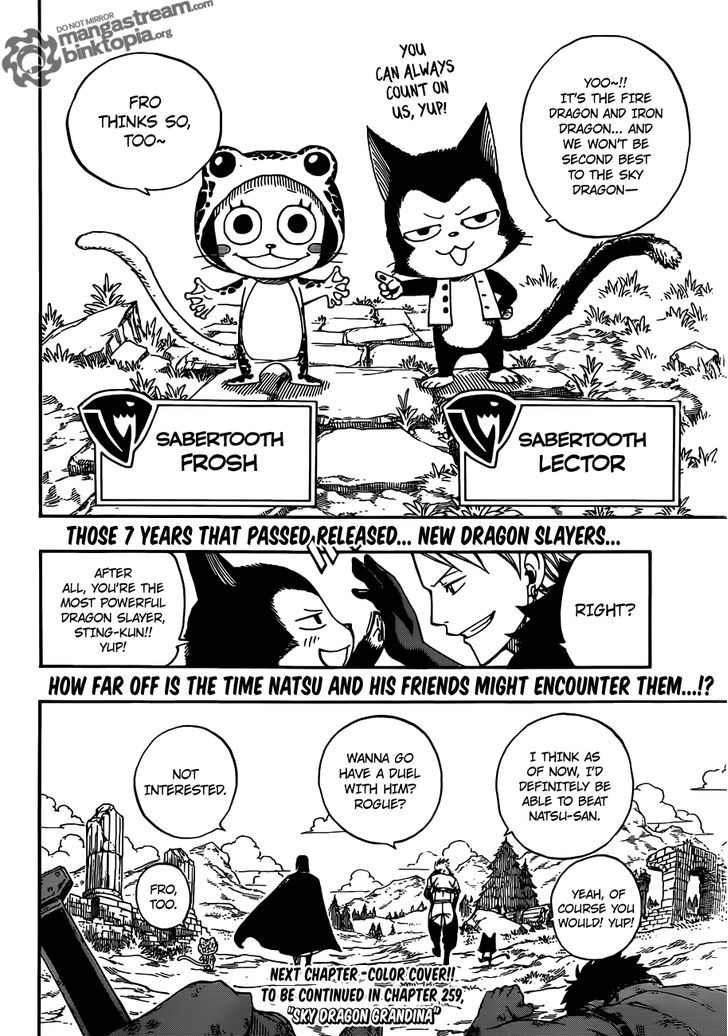 DO NOT MIRROR
mangastream.com
binktopia.org
YOO~!!
IT'S THE FIRE
DRAGON AND IRON
DRAGON... AND
WE WON'T BE
SECOND BEST
TO THE SKY
DRAGON—
YOU
CAN ALWAYS
COUNT ON
US, YUP!
FRO
THINKS SO,
TOO~
SABERTOOTH
FROSH
SABERTOOTH
LECTOR
THOSE 7 YEARS THAT PASSED RELEASED... NEW DRAGON SLAYERS...
RIGHT?
AFTER
ALL, YOU'RE THE
MOST POWERFUL
DRAGON SLAYER,
STING-KUN!!
YUP!
HOW FAR OFF IS THE TIME NATSU AND HIS FRIENDS MIGHT ENCOUNTER THEM...!?
I THINK AS
OF NOW, I'D
DEFINITELY BE
ABLE TO BEAT
NATSU-SAN.
YEAH, OF
COURSE YOU
WOULD! YUP!
WANNA GO
HAVE A DUEL
WITH HIM?
ROGUE?
NOT
INTERESTED.
FRO,
TOO.
NEXT CHAPTER - COLOR COVER!!
TO BE CONTINUED IN CHAPTER 259,
"SKY DRAGON GRANDINA"